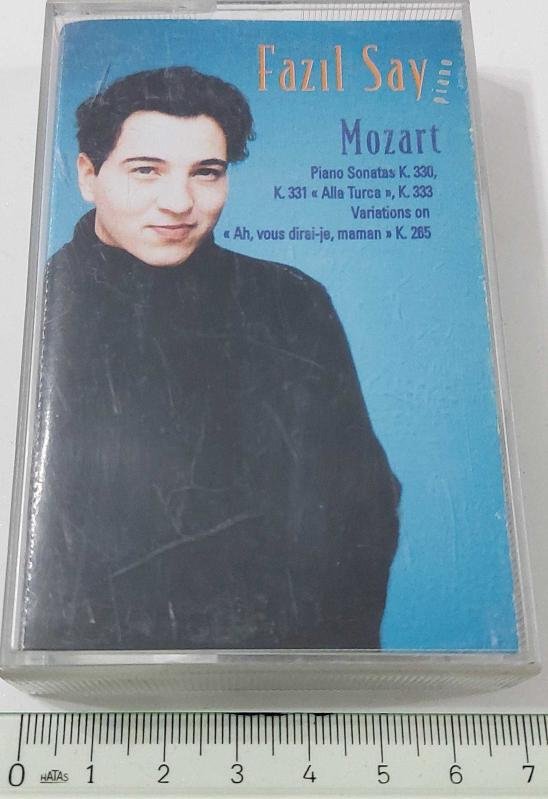 Fazıl Say
piano
Mozart
Piano Sonatas K. 330,
K. 331 « Alla Turca », K. 333
Variations on
« Ah, vous dirai-je, maman » K. 265
0 HATAS 1 2 3 4 5 6 7